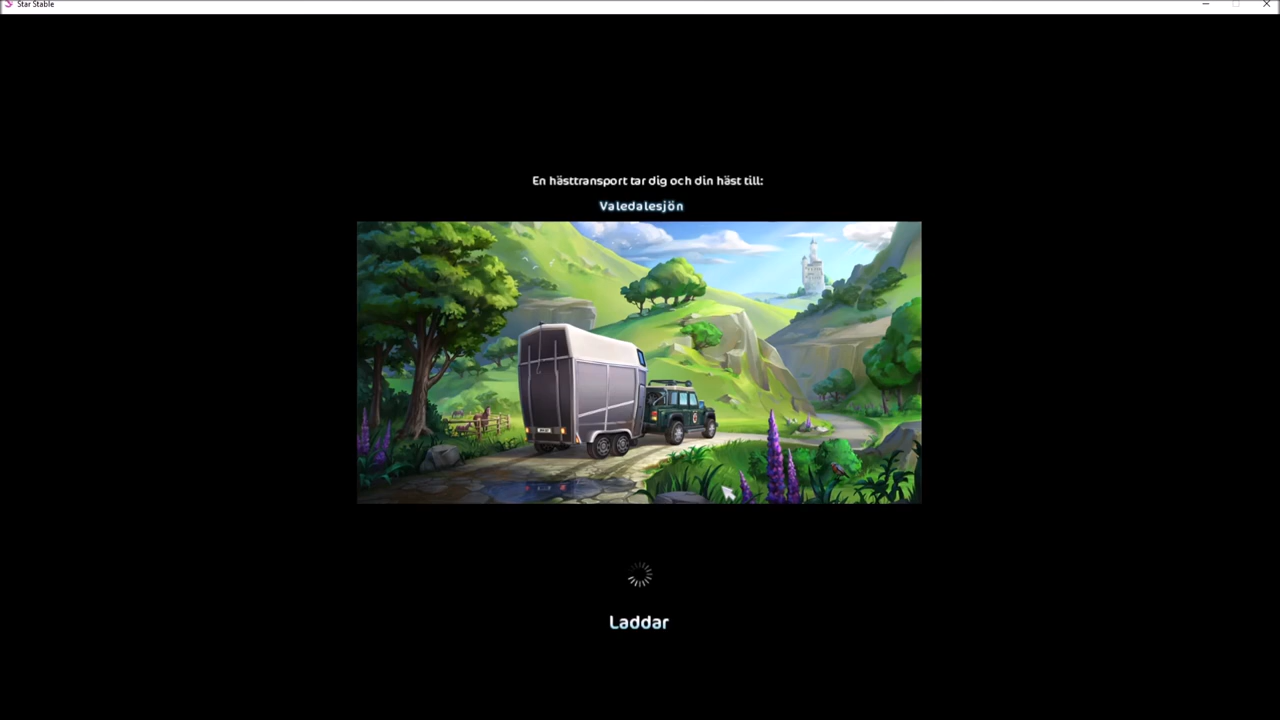 Star Stable
En hästtransport tar dig och din häst till:
Valedalesjön
Laddar